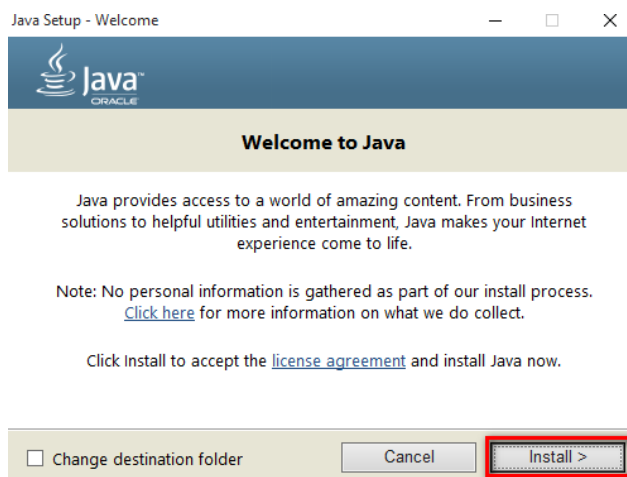 Java Setup - Welcome
Java™
ORACLE
Welcome to Java
Java provides access to a world of amazing content. From business
solutions to helpful utilities and entertainment, Java makes your Internet
experience come to life.
Note: No personal information is gathered as part of our install process.
Click here for more information on what we do collect.
Click Install to accept the license agreement and install Java now.
Change destination folder
Cancel
Install >